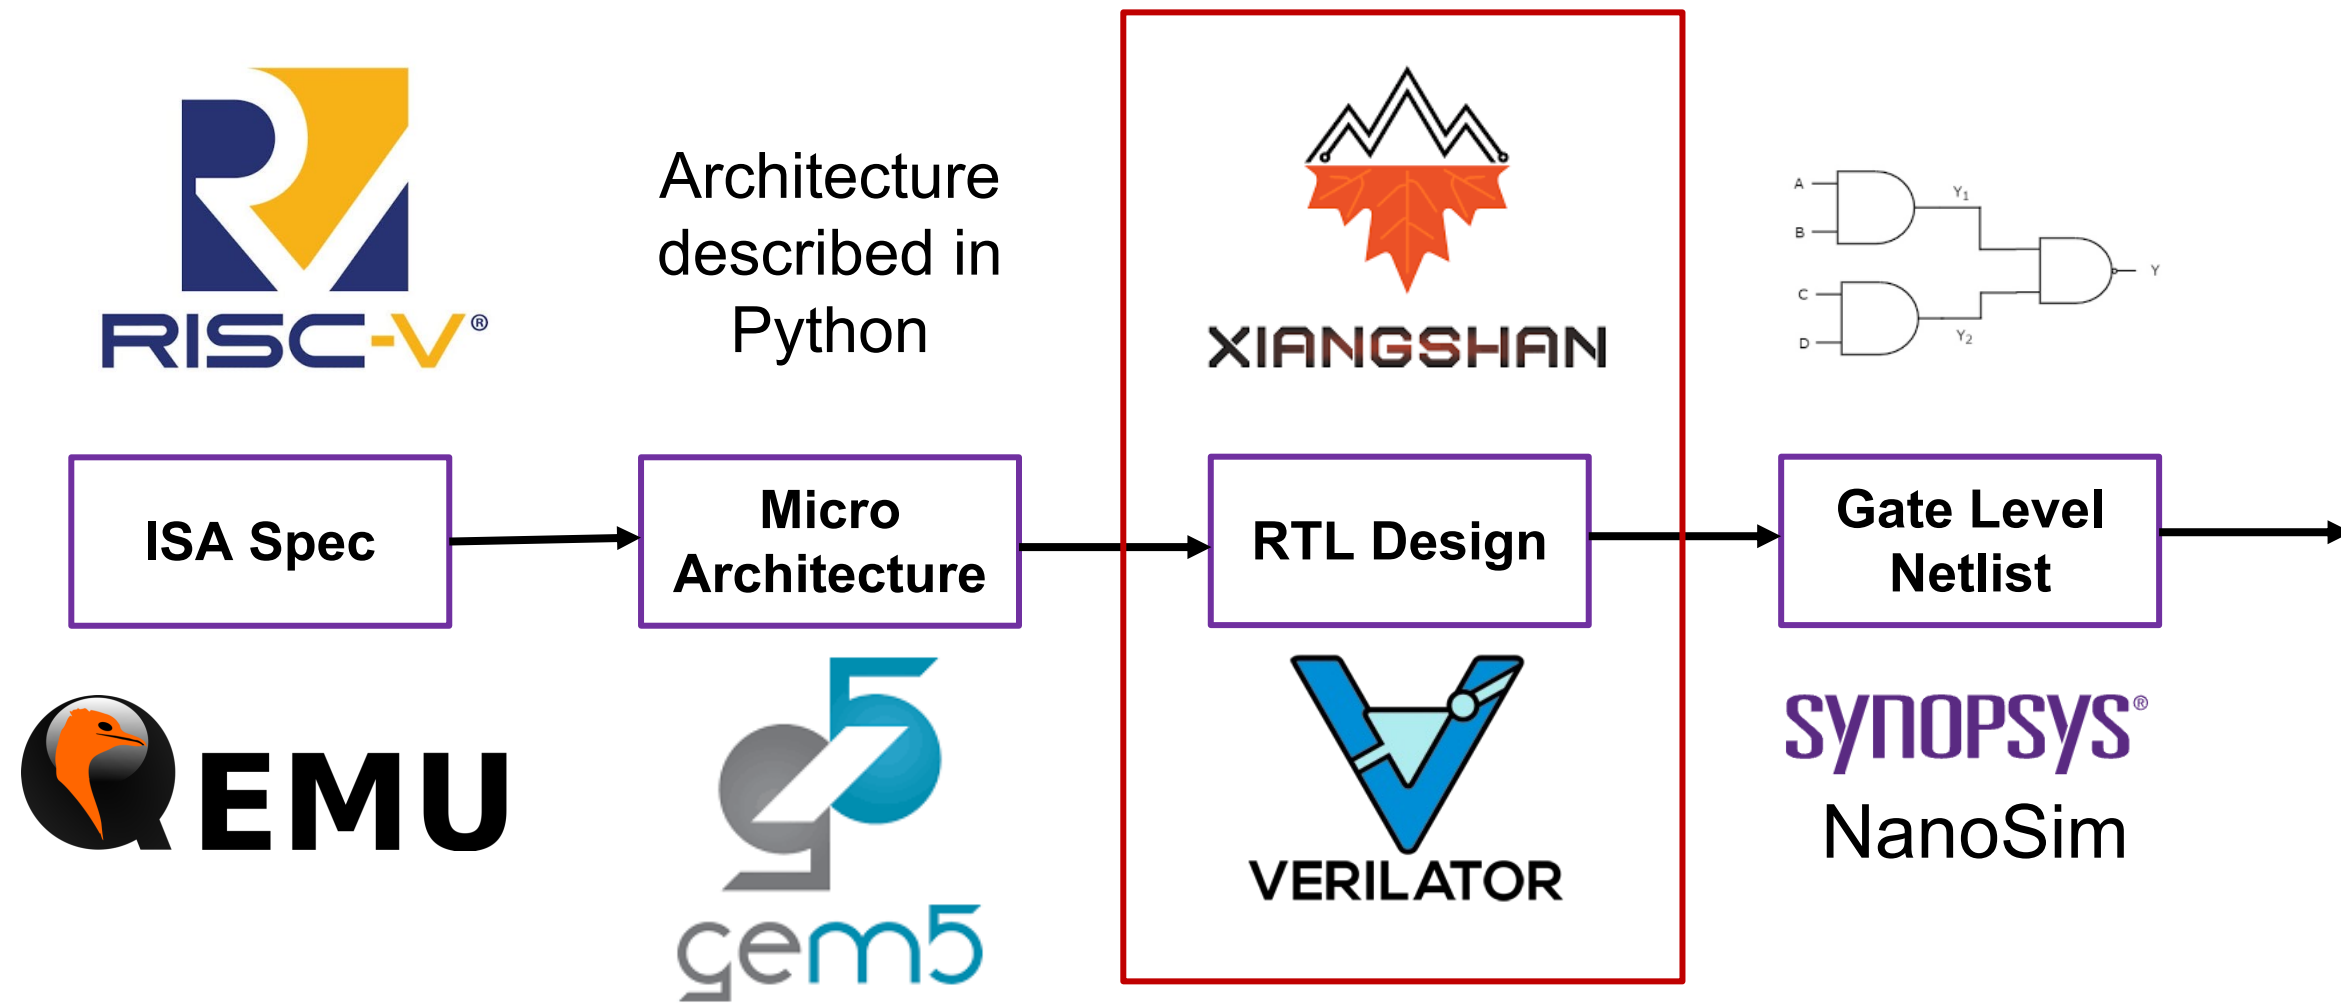 RISC-V®
Architecture
described in
Python
XIANGSHAN
A
B
C
D
Y1
Y2
Y
ISA Spec
Micro
Architecture
RTL Design
Gate Level
Netlist
QEMU
g5
gem5
VERILATOR
SYNOPSYS®
NanoSim